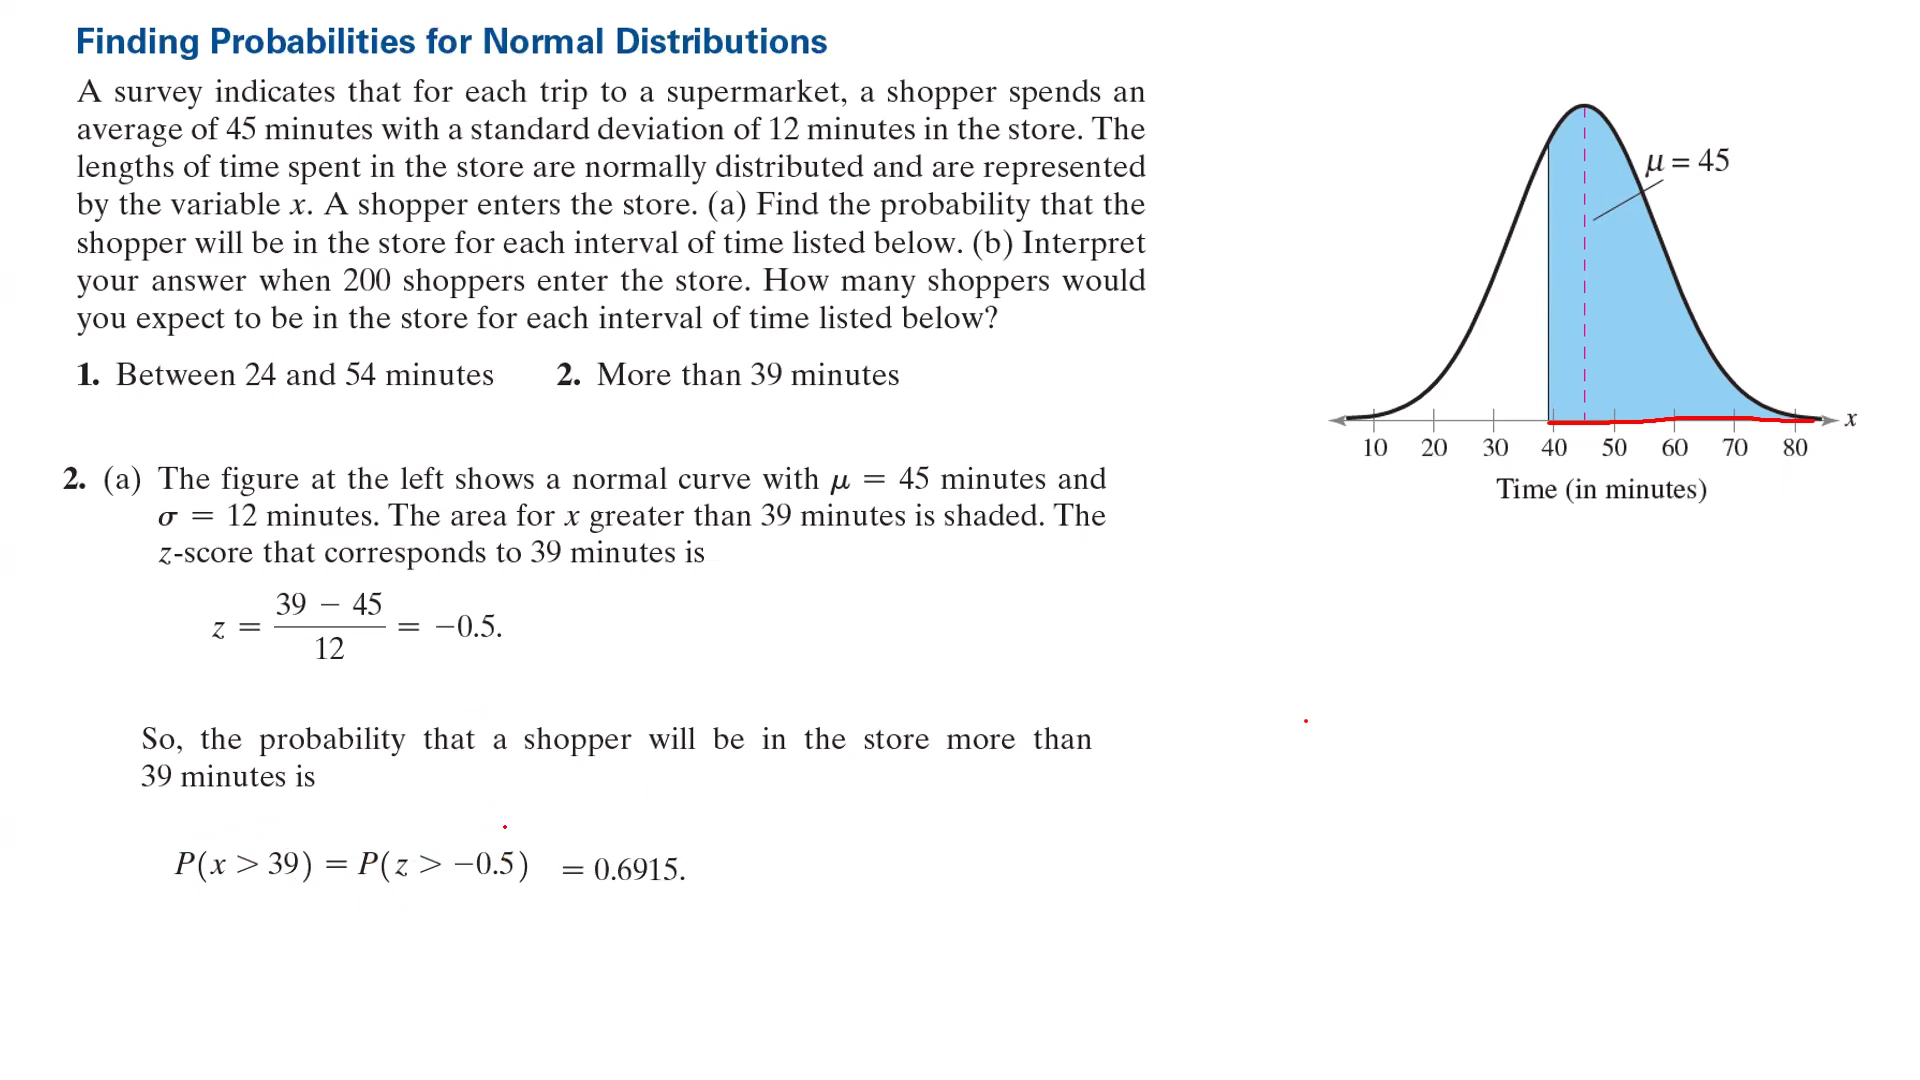 Finding Probabilities for Normal Distributions
A survey indicates that for each trip to a supermarket, a shopper spends an
average of 45 minutes with a standard deviation of 12 minutes in the store. The
lengths of time spent in the store are normally distributed and are represented
by the variable x. A shopper enters the store. (a) Find the probability that the
shopper will be in the store for each interval of time listed below. (b) Interpret
your answer when 200 shoppers enter the store. How many shoppers would
you expect to be in the store for each interval of time listed below?
1. Between 24 and 54 minutes 2. More than 39 minutes
μ = 45
x
10 20 30 40 50 60 70 80
Time (in minutes)
2. (a) The figure at the left shows a normal curve with μ = 45 minutes and
σ = 12 minutes. The area for x greater than 39 minutes is shaded. The
z-score that corresponds to 39 minutes is
z = \frac{39 − 45}{12} = −0.5.
So, the probability that a shopper will be in the store more than
39 minutes is
P(x > 39) = P(z > −0.5) = 0.6915.